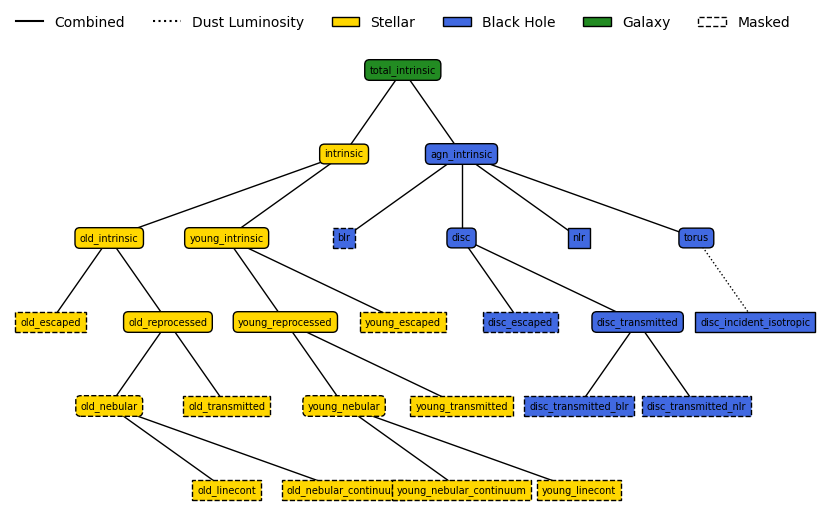 Combined Dust Luminosity Stellar Black Hole Galaxy Masked
total_intrinsic
intrinsic agn_intrinsic
old_intrinsic young_intrinsic blr disc nlr torus
old_escaped old_reprocessed young_reprocessed young_escaped disc_escaped disc_transmitted disc_incident_isotropic
old_nebular old_transmitted young_nebular young_transmitted disc_transmitted_blr disc_transmitted_nlr
old_linecont old_nebular_continuu young_nebular_continuum young_linecont